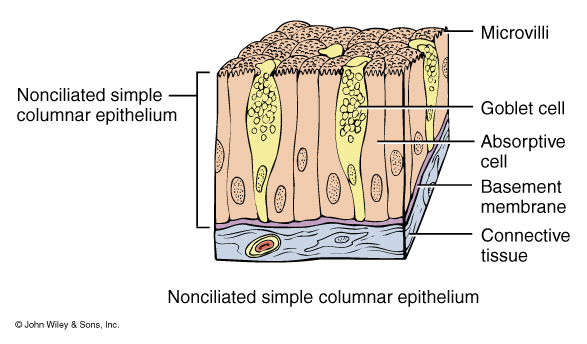 Microvilli
Nonciliated simple
columnar epithelium
Goblet cell
Absorptive
cell
Basement
membrane
Connective
tissue
Nonciliated simple columnar epithelium
© John Wiley & Sons, Inc.